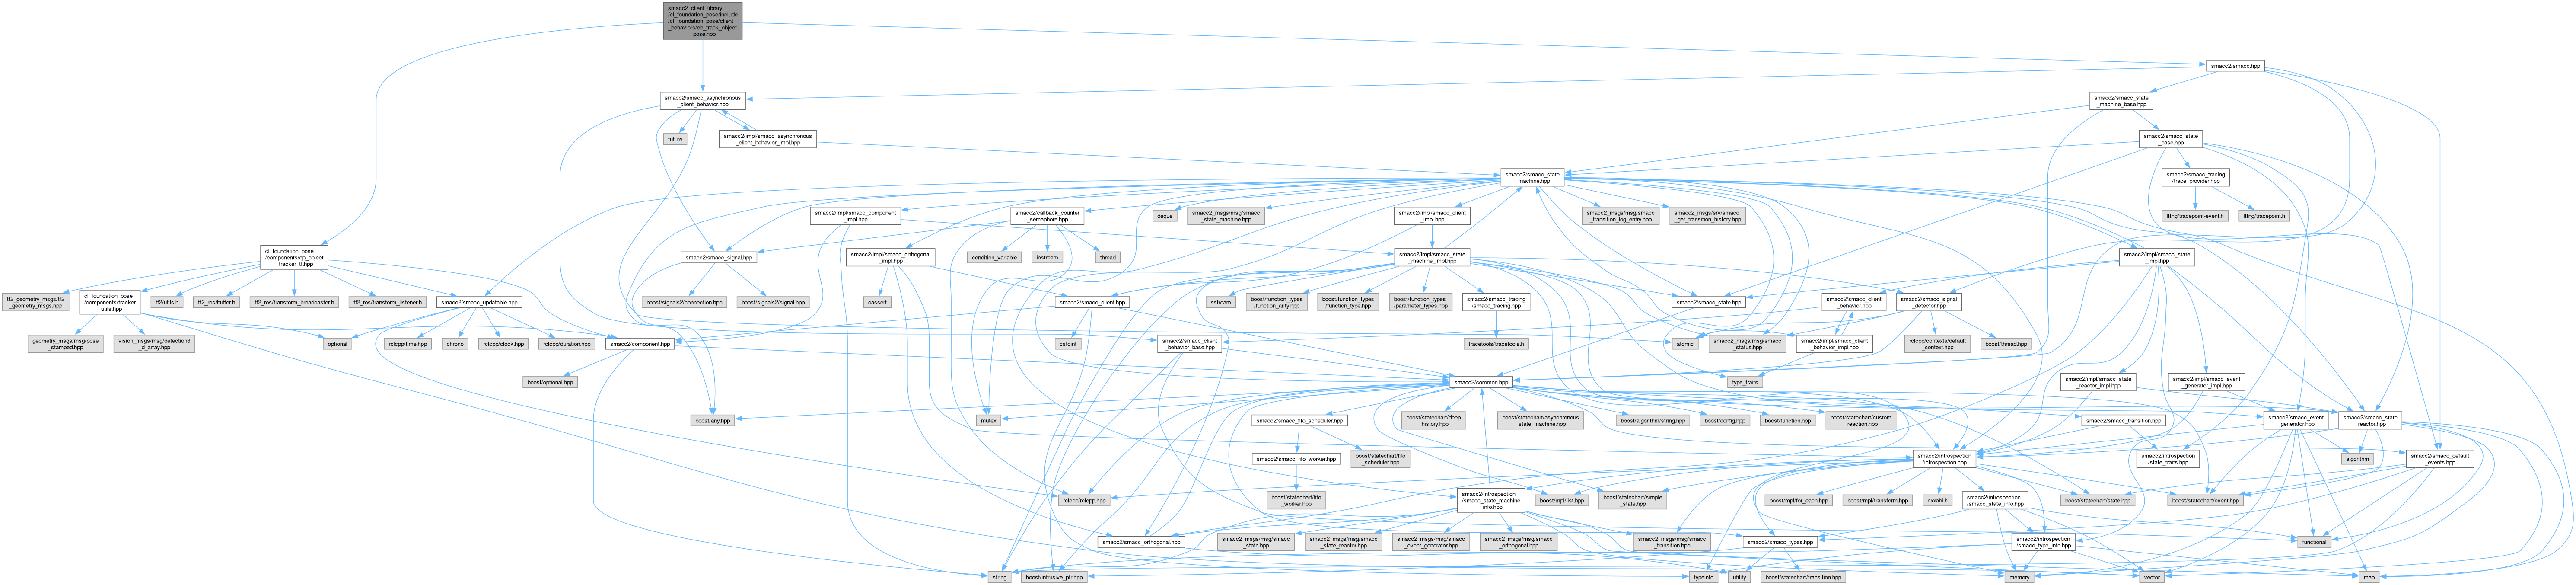 smacc2_client_library
/cl_foundation_pose/include
/cl_foundation_pose/client
_behaviors/cb_track_object
_pose.hpp
smacc2/smacc.hpp
smacc2/smacc_asynchronous
_client_behavior.hpp
smacc2/smacc_state
_machine_base.hpp
future
smacc2/impl/smacc_asynchronous
_client_behavior_impl.hpp
smacc2/smacc_state
_base.hpp
smacc2/smacc_state
_machine.hpp
smacc2/smacc_tracing
/trace_provider.hpp
smacc2/impl/smacc_component
_impl.hpp
smacc2/callback_counter
_semaphore.hpp
deque
smacc2_msgs/msg/smacc
_state_machine.hpp
smacc2/impl/smacc_client
_impl.hpp
smacc2_msgs/msg/smacc
_transition_log_entry.hpp
smacc2_msgs/srv/smacc
_get_transition_history.hpp
lttng/tracepoint-event.h
lttng/tracepoint.h
cl_foundation_pose
/components/cp_object
_tracker_tf.hpp
smacc2/smacc_signal.hpp
smacc2/impl/smacc_orthogonal
_impl.hpp
condition_variable
iostream
thread
smacc2/impl/smacc_state
_machine_impl.hpp
smacc2/impl/smacc_state
_impl.hpp
tf2_geometry_msgs/tf2
_geometry_msgs.hpp
cl_foundation_pose
/components/tracker
_utils.hpp
tf2/utils.h
tf2_ros/buffer.h
tf2_ros/transform_broadcaster.h
tf2_ros/transform_listener.h
smacc2/smacc_updatable.hpp
boost/signals2/connection.hpp
boost/signals2/signal.hpp
cassert
smacc2/smacc_client.hpp
sstream
boost/function_types
/function_arity.hpp
boost/function_types
/function_type.hpp
boost/function_types
/parameter_types.hpp
smacc2/smacc_tracing
/smacc_tracing.hpp
smacc2/smacc_state.hpp
smacc2/smacc_client
_behavior.hpp
smacc2/smacc_signal
_detector.hpp
geometry_msgs/msg/pose
_stamped.hpp
vision_msgs/msg/detection3
_d_array.hpp
optional
rclcpp/time.hpp
chrono
rclcpp/clock.hpp
rclcpp/duration.hpp
smacc2/component.hpp
cstdint
smacc2/smacc_client
_behavior_base.hpp
tracetools/tracetools.h
atomic
smacc2_msgs/msg/smacc
_status.hpp
smacc2/impl/smacc_client
_behavior_impl.hpp
rclcpp/contexts/default
_context.hpp
boost/thread.hpp
boost/optional.hpp
smacc2/common.hpp
type_traits
smacc2/impl/smacc_state
_reactor_impl.hpp
smacc2/impl/smacc_event
_generator_impl.hpp
boost/any.hpp
mutex
smacc2/smacc_fifo_scheduler.hpp
boost/statechart/deep
_history.hpp
boost/statechart/asynchronous
_state_machine.hpp
boost/algorithm/string.hpp
boost/config.hpp
boost/function.hpp
boost/statechart/custom
_reaction.hpp
smacc2/smacc_transition.hpp
smacc2/smacc_event
_generator.hpp
smacc2/smacc_state
_reactor.hpp
smacc2/smacc_fifo_worker.hpp
boost/statechart/fifo
_scheduler.hpp
smacc2/introspection
/introspection.hpp
smacc2/introspection
/state_traits.hpp
algorithm
smacc2/smacc_default
_events.hpp
rclcpp/rclcpp.hpp
smacc2/introspection
/smacc_state_machine
_info.hpp
boost/statechart/fifo
_worker.hpp
boost/mpl/list.hpp
boost/statechart/simple
_state.hpp
boost/mpl/for_each.hpp
boost/mpl/transform.hpp
cxxabi.h
smacc2/introspection
/smacc_state_info.hpp
boost/statechart/state.hpp
boost/statechart/event.hpp
smacc2/smacc_orthogonal.hpp
smacc2_msgs/msg/smacc
_state.hpp
smacc2_msgs/msg/smacc
_state_reactor.hpp
smacc2_msgs/msg/smacc
_event_generator.hpp
smacc2_msgs/msg/smacc
_orthogonal.hpp
smacc2_msgs/msg/smacc
_transition.hpp
smacc2/smacc_types.hpp
smacc2/introspection
/smacc_type_info.hpp
functional
string
boost/intrusive_ptr.hpp
typeinfo
utility
boost/statechart/transition.hpp
memory
vector
map